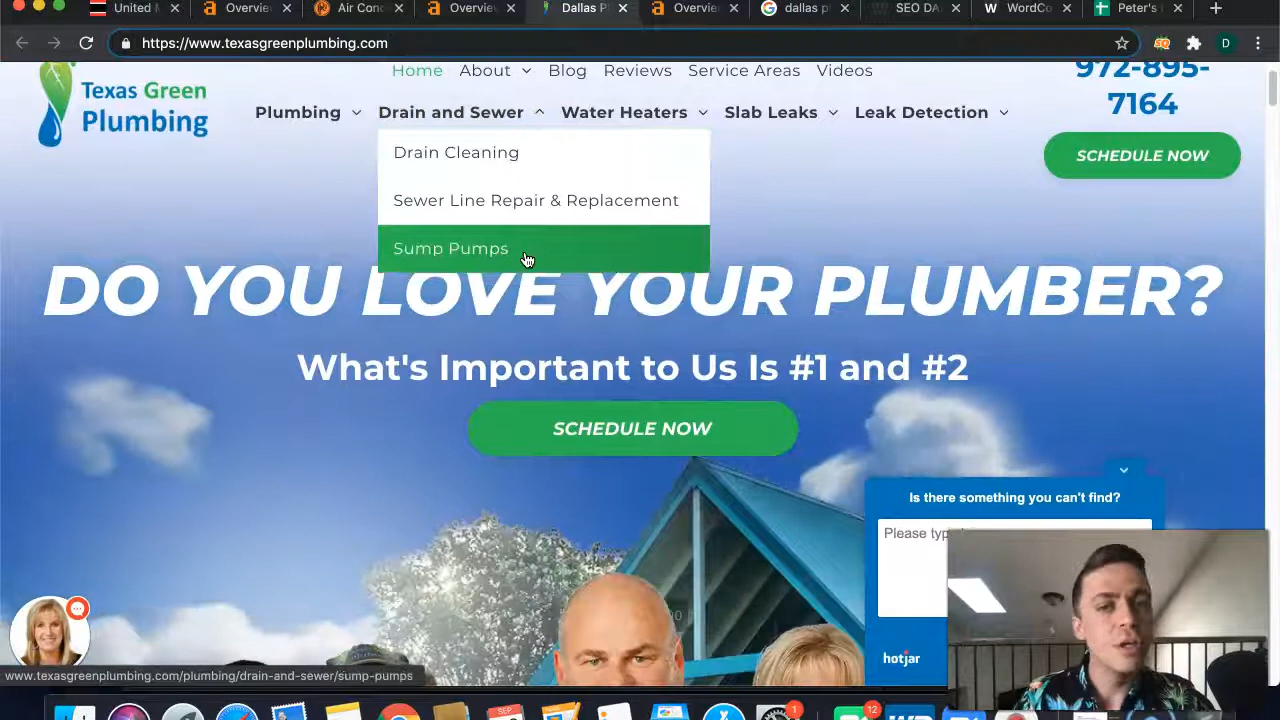 United M
Overvie
Air Conc
Overvie
Dallas P
Overvie
dallas p
SEO DA
WordCo
Peter's
https://www.texasgreenplumbing.com
D
Texas Green
Plumbing
Home About Blog Reviews Service Areas Videos
972-895-
7164
Plumbing Drain and Sewer Water Heaters Slab Leaks Leak Detection
SCHEDULE NOW
Drain Cleaning
Sewer Line Repair & Replacement
Sump Pumps
DO YOU LOVE YOUR PLUMBER?
What's Important to Us Is #1 and #2
SCHEDULE NOW
Is there something you can't find?
Please typ
hotjar
www.texasgreenplumbing.com/plumbing/drain-and-sewer/sump-pumps
SEP
1
12